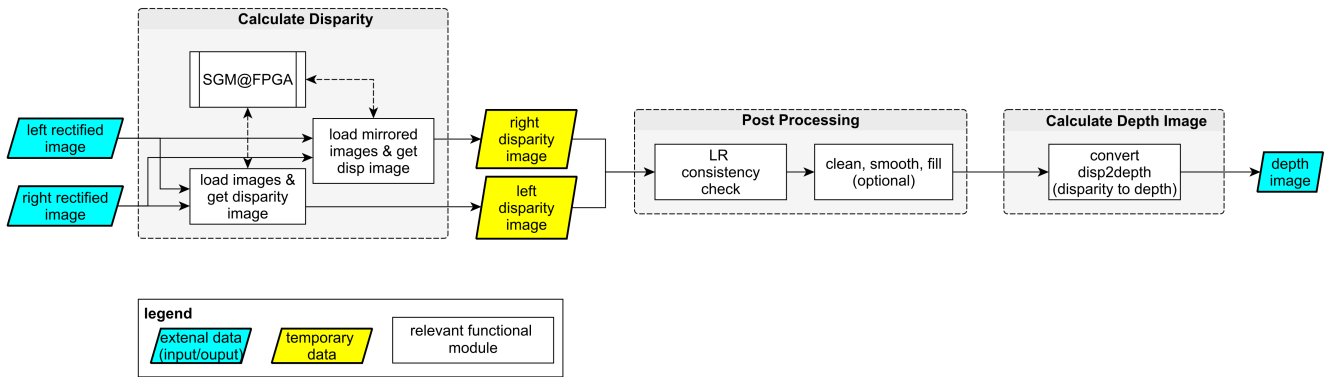 Calculate Disparity
SGM@FPGA
left rectified
image
right rectified
image
load mirrored
images & get
disp image
load images &
get disparity
image
right
disparity
image
left
disparity
image
Post Processing
LR
consistency
check
clean, smooth, fill
(optional)
Calculate Depth Image
convert
disp2depth
(disparity to depth)
depth
image
legend
extenal data
(input/ouput)
temporary
data
relevant functional
module